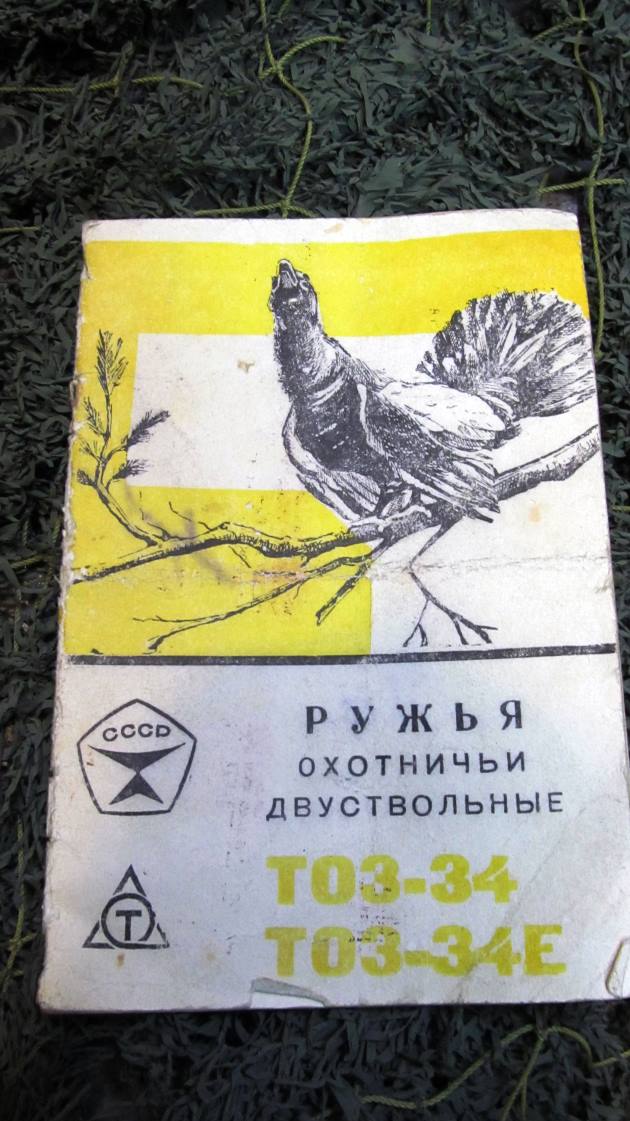 СССР
РУЖЬЯ
ОХОТНИЧЬИ
ДВУСТВОЛЬНЫЕ
Т
ТОЗ-34
ТОЗ-34Е